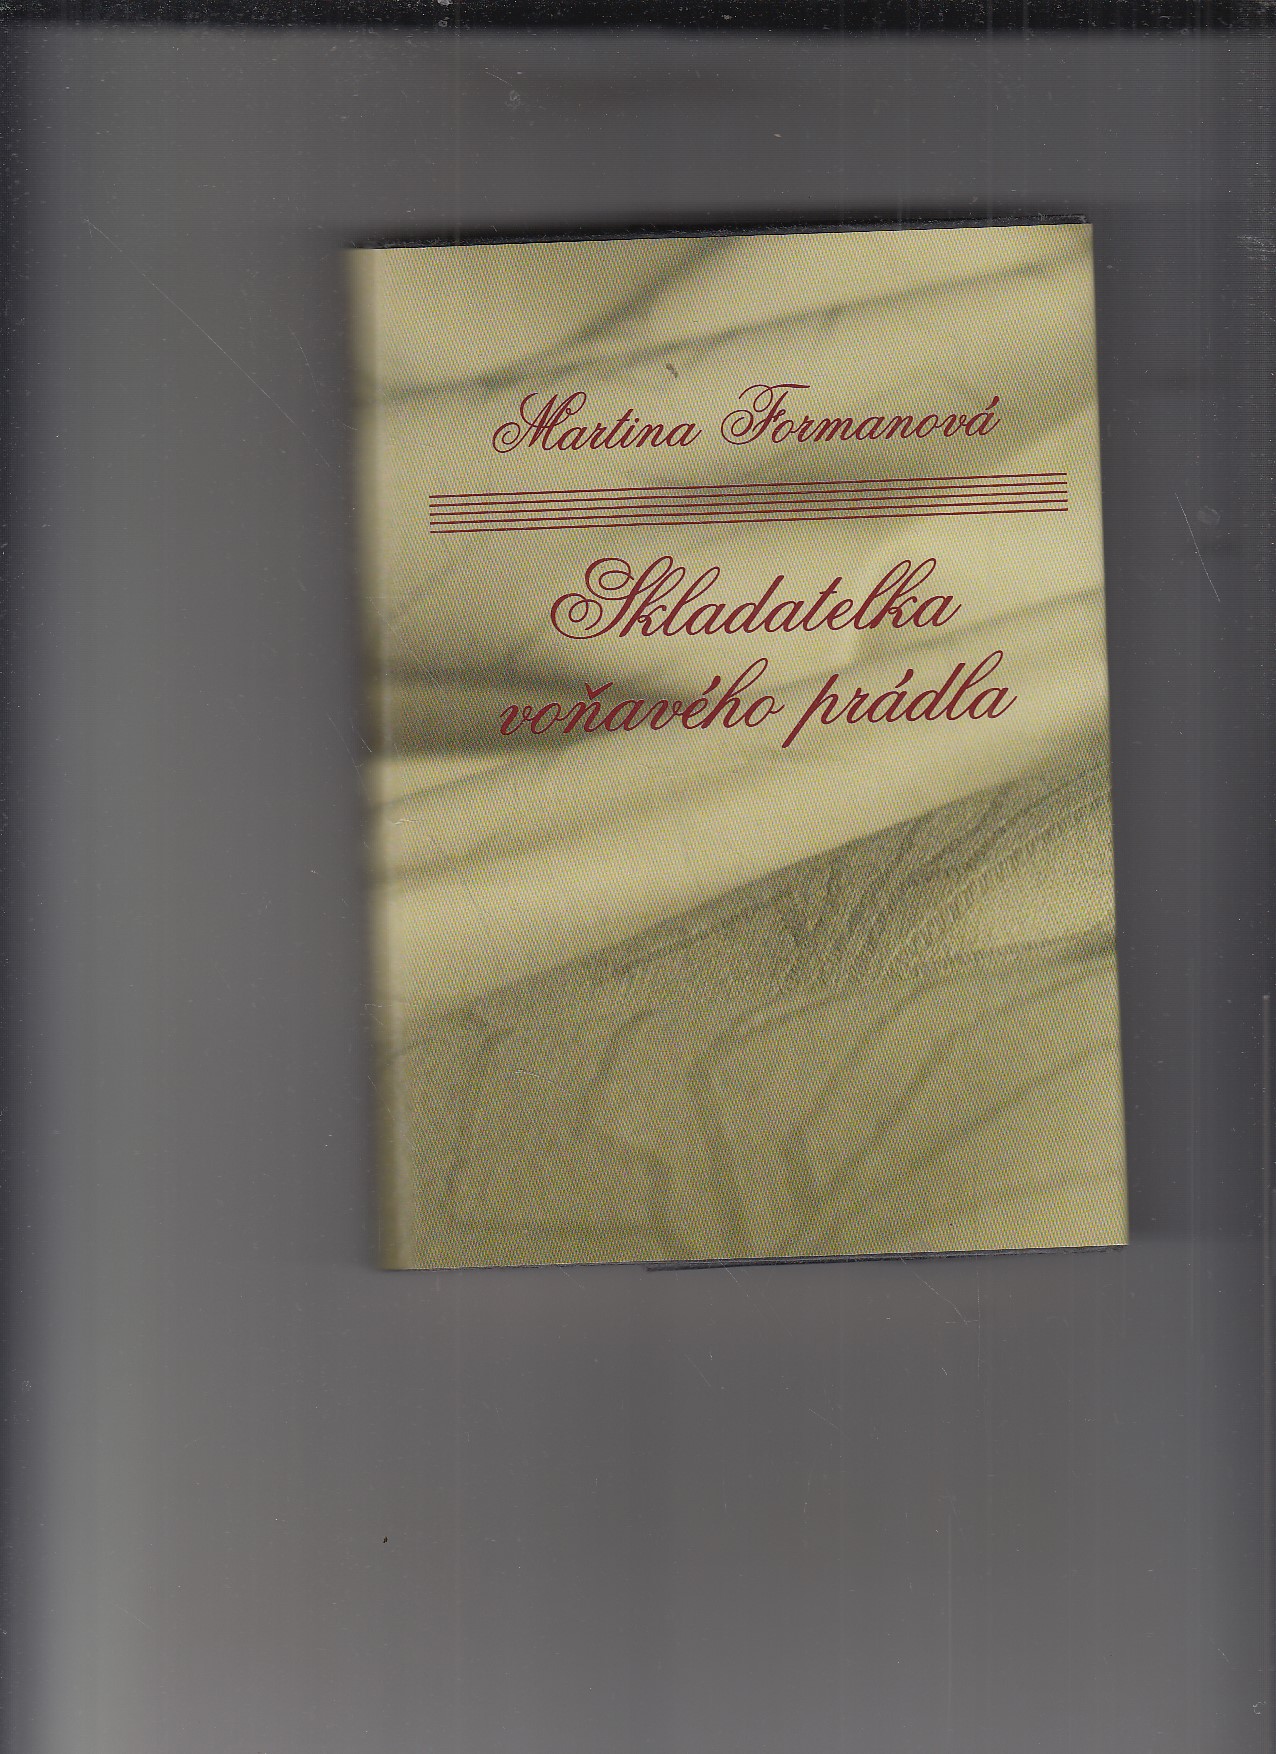 Martina Formanová
Skladatelka
voňavého prádla